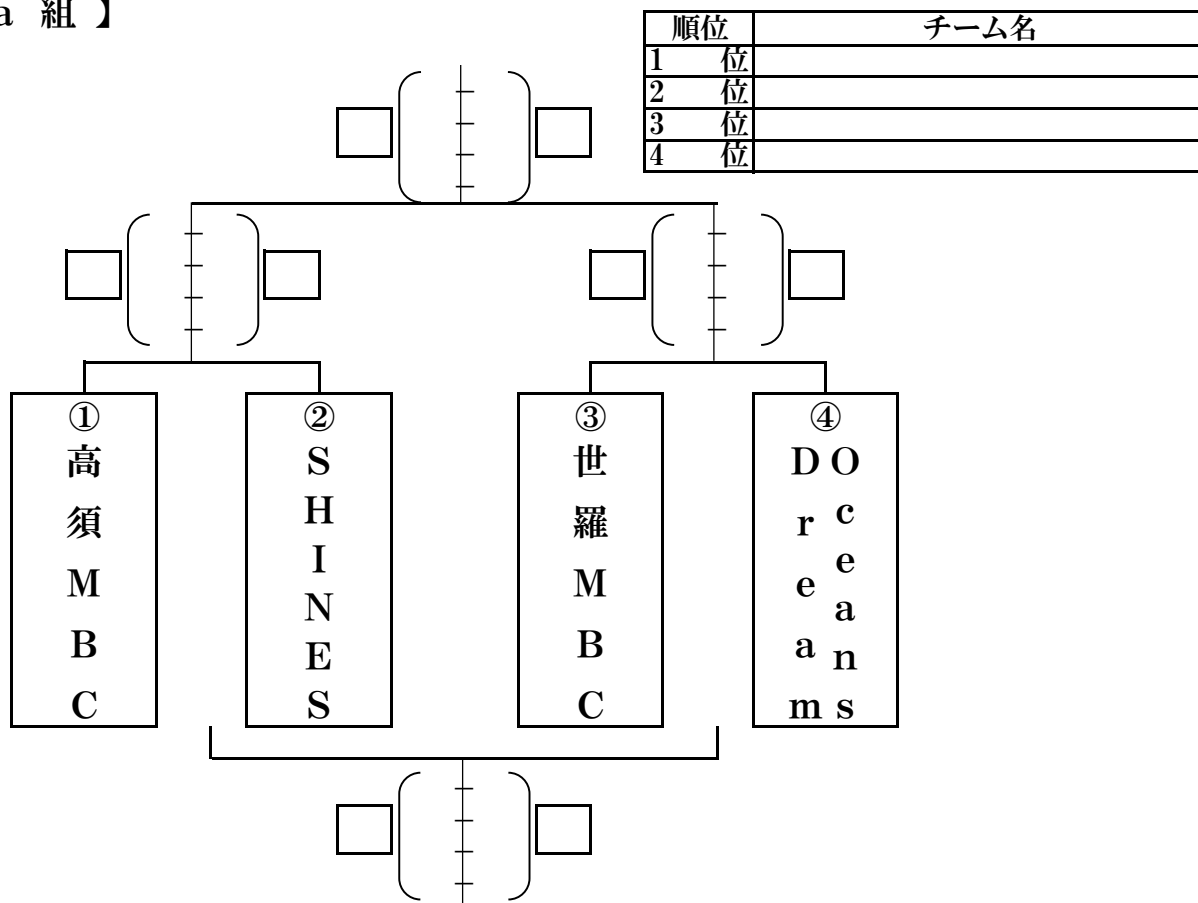 a 組 】
順位 チーム名
1 位
2 位
3 位
4 位
①
高須MBC
②
SHINES
③
世羅MBC
④
Oceans
Dream